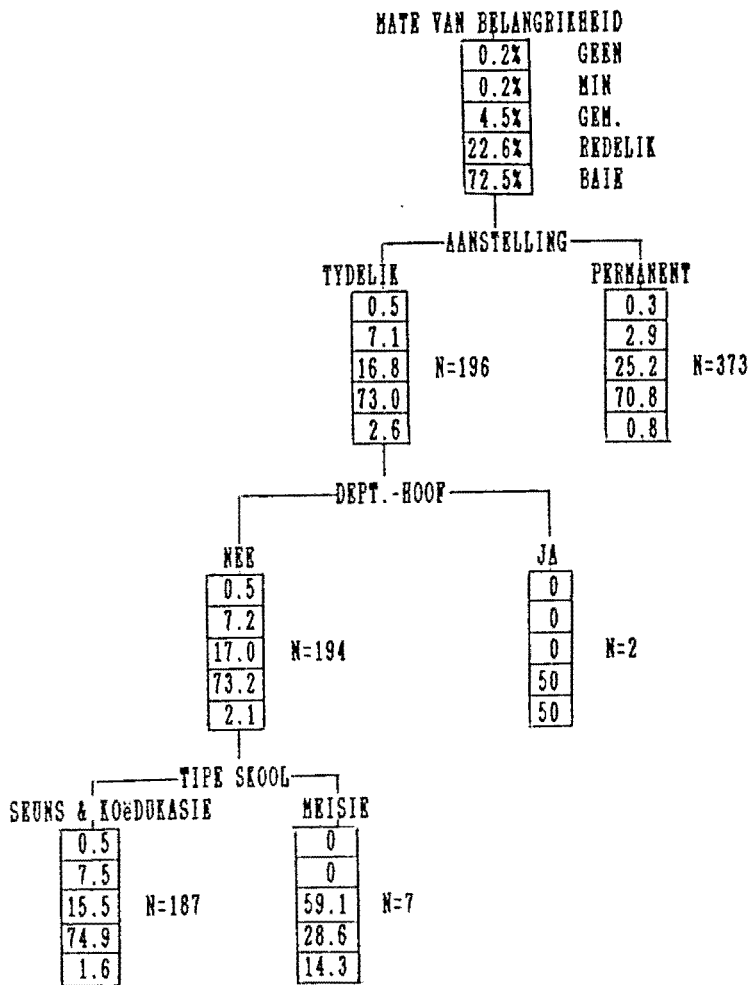 MATE VAN BELANGRIKHEID
0.2% GEEN
0.2% MIN
4.5% GEM.
22.6% REDELIK
72.5% BAIE
AANSTELLING
TYDELIK PERMANENT
0.5 0.3
7.1 2.9
16.8 N=196 25.2 N=373
73.0 70.8
2.6 0.8
DEPT.-HOOF
NEE JA
0.5 0
7.2 0
17.0 N=194 0 N=2
73.2 50
2.1 50
TIPE SKOOL
SEUNS & KOëDUKASIE MEISIE
0.5 0
7.5 0
15.5 N=187 59.1 N=7
74.9 28.6
1.6 14.3